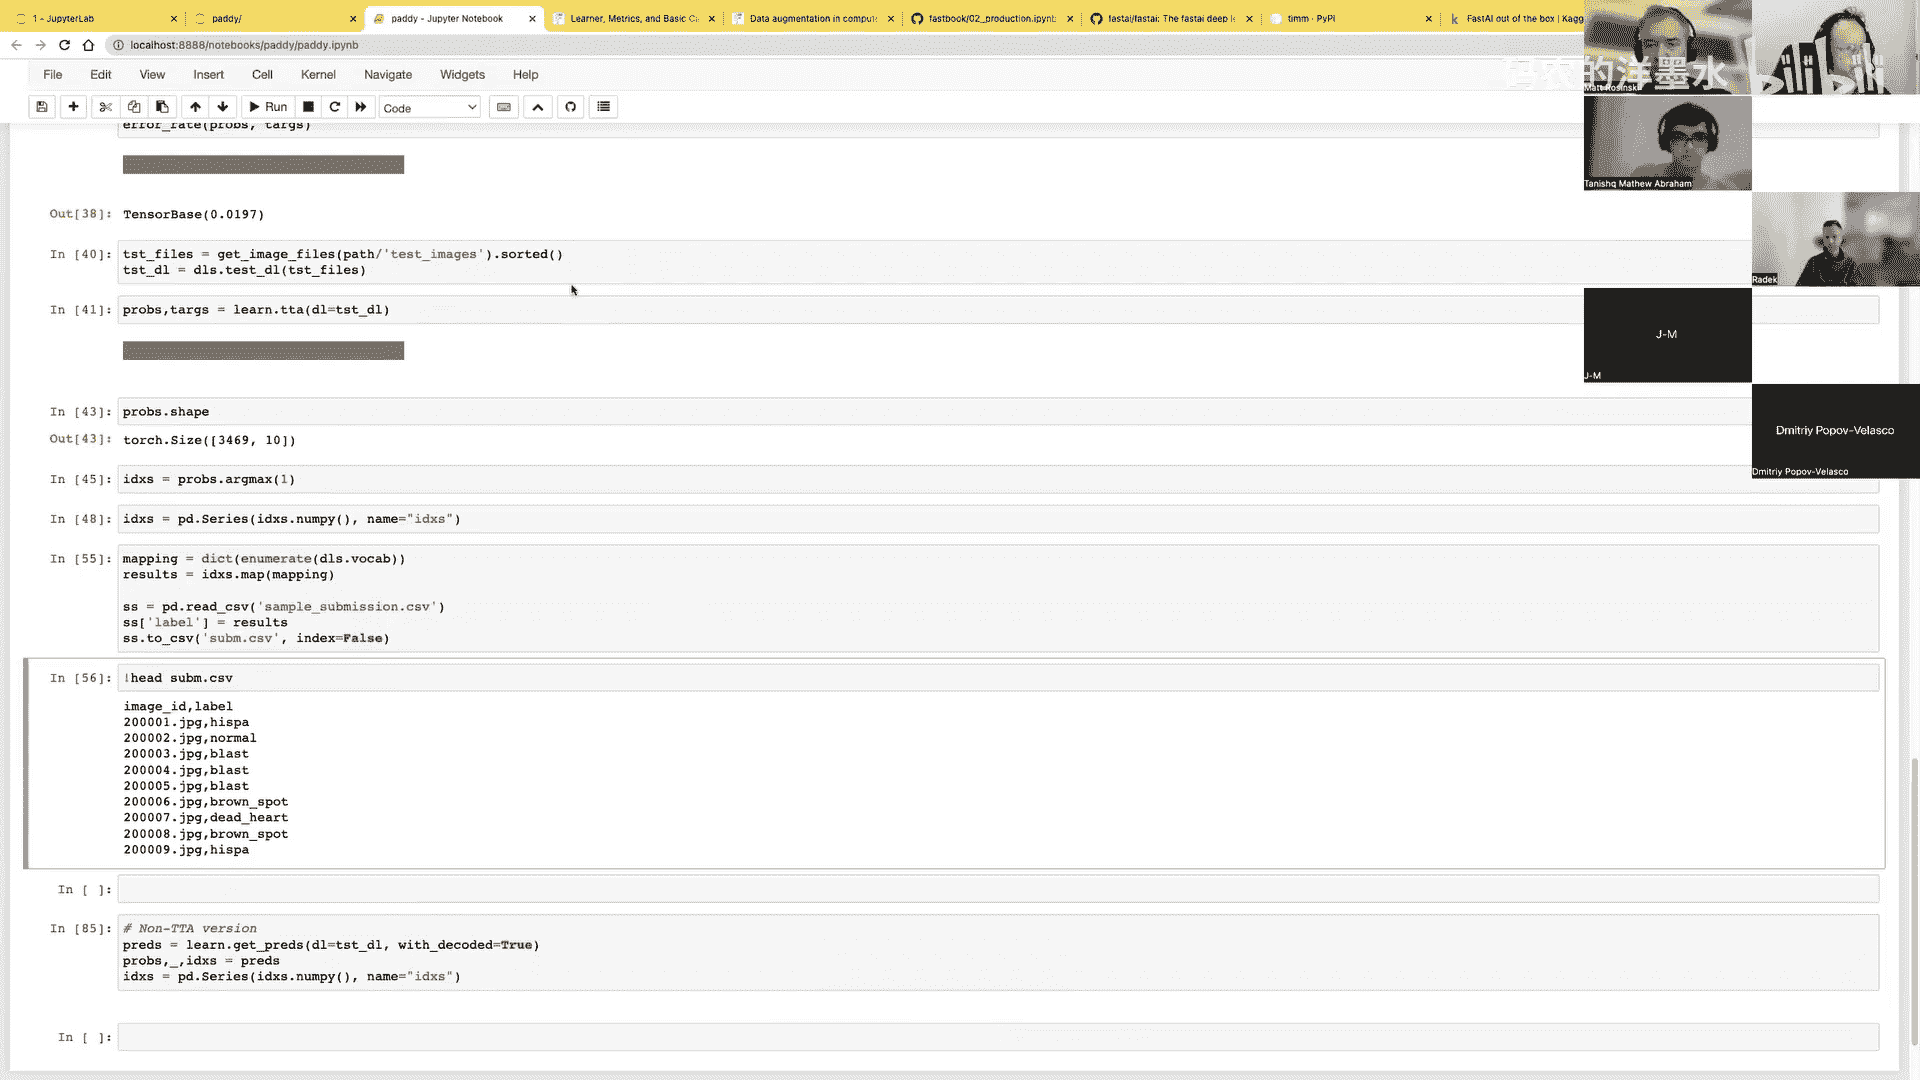 1 - JupyterLab
paddy/
paddy - Jupyter Notebook
Learner, Metrics, and Basic C
Data augmentation in compute
fastbook/02_production.ipynb
fastai/fastai: The fastai deep l
timm · PyPI
FastAI out of the box | Kagg
localhost:8888/notebooks/paddy/paddy.ipynb
码农的洋墨水
bilibili
File Edit View Insert Cell Kernel Navigate Widgets Help
Run
Code
Matt Rosinski
Tanishq Mathew Abraham
Radek
J-M
J-M
Dmitriy Popov-Velasco
Dmitriy Popov-Velasco
error_rate(probs, targs)
Out[38]: TensorBase(0.0197)
In [40]: tst_files = get_image_files(path/'test_images').sorted()
tst_dl = dls.test_dl(tst_files)
In [41]: probs,targs = learn.tta(dl=tst_dl)
In [43]: probs.shape
Out[43]: torch.Size([3469, 10])
In [45]: idxs = probs.argmax(1)
In [48]: idxs = pd.Series(idxs.numpy(), name="idxs")
In [55]: mapping = dict(enumerate(dls.vocab))
results = idxs.map(mapping)
ss = pd.read_csv('sample_submission.csv')
ss['label'] = results
ss.to_csv('subm.csv', index=False)
In [56]: !head subm.csv
image_id,label
200001.jpg,hispa
200002.jpg,normal
200003.jpg,blast
200004.jpg,blast
200005.jpg,blast
200006.jpg,brown_spot
200007.jpg,dead_heart
200008.jpg,brown_spot
200009.jpg,hispa
In [ ]:
In [85]: # Non-TTA version
preds = learn.get_preds(dl=tst_dl, with_decoded=True)
probs,_,idxs = preds
idxs = pd.Series(idxs.numpy(), name="idxs")
In [ ]: